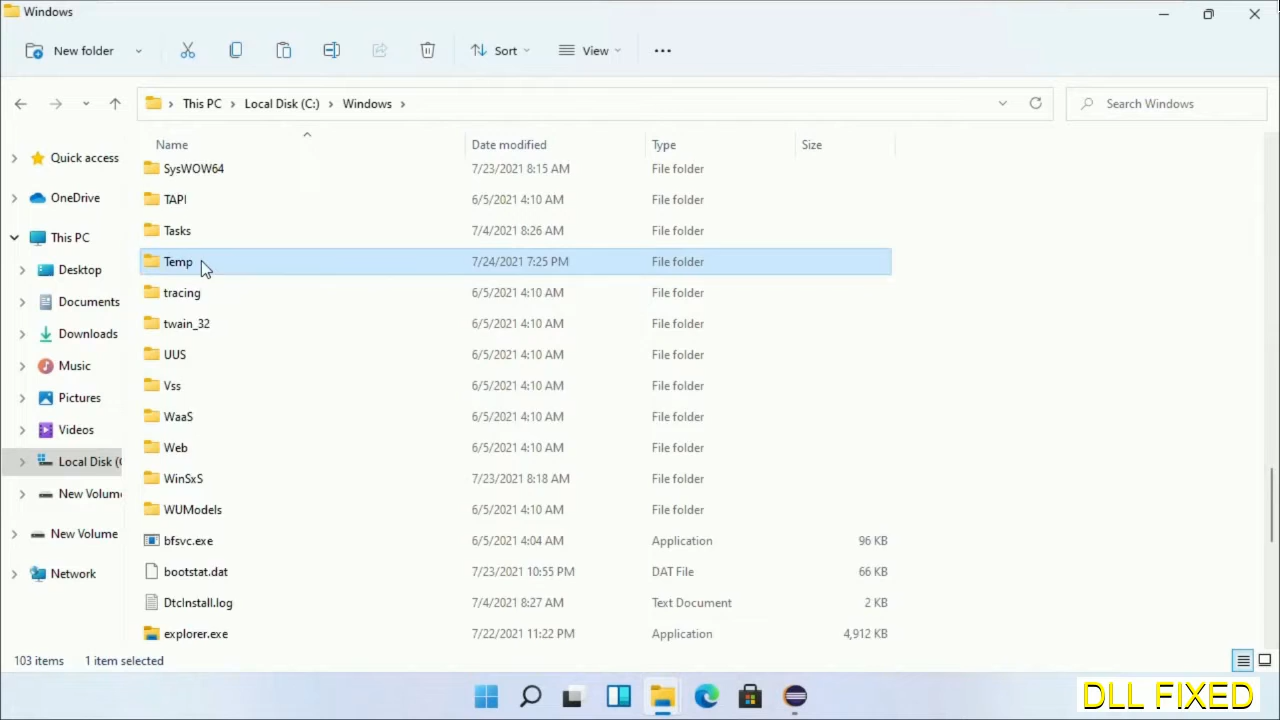 Windows
New folder Sort View
This PC Local Disk (C:) Windows Search Windows
Name Date modified Type Size
Quick access
OneDrive
This PC
Desktop
Documents
Downloads
Music
Pictures
Videos
Local Disk (
New Volum
New Volume
Network
SysWOW64 7/23/2021 8:15 AM File folder
TAPI 6/5/2021 4:10 AM File folder
Tasks 7/4/2021 8:26 AM File folder
Temp 7/24/2021 7:25 PM File folder
tracing 6/5/2021 4:10 AM File folder
twain_32 6/5/2021 4:10 AM File folder
UUS 6/5/2021 4:10 AM File folder
Vss 6/5/2021 4:10 AM File folder
WaaS 6/5/2021 4:10 AM File folder
Web 6/5/2021 4:10 AM File folder
WinSxS 7/23/2021 8:18 AM File folder
WUModels 6/5/2021 4:10 AM File folder
bfsvc.exe 6/5/2021 4:04 AM Application 96 KB
bootstat.dat 7/23/2021 10:55 PM DAT File 66 KB
DtcInstall.log 7/4/2021 8:27 AM Text Document 2 KB
explorer.exe 7/22/2021 11:22 PM Application 4,912 KB
103 items 1 item selected
DLL FIXED